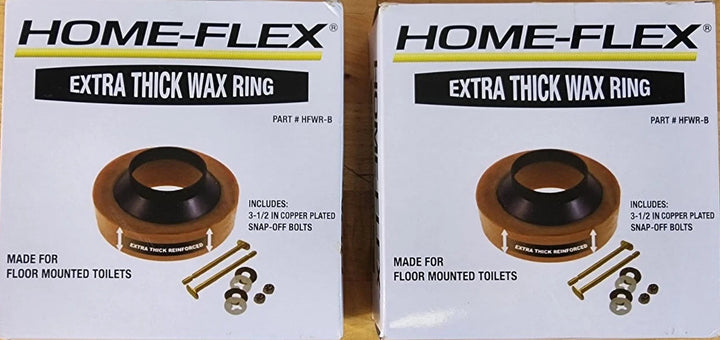 HOME-FLEX®
EXTRA THICK WAX RING
PART # HFWR-B
INCLUDES:
3-1/2 IN COPPER PLATED
SNAP-OFF BOLTS
EXTRA THICK REINFORCED
MADE FOR
FLOOR MOUNTED TOILETS
HOME-FLEX®
EXTRA THICK WAX RING
PART # HFWR-B
INCLUDES:
3-1/2 IN COPPER PLATED
SNAP-OFF BOLTS
EXTRA THICK REINFORCED
MADE FOR
FLOOR MOUNTED TOILETS